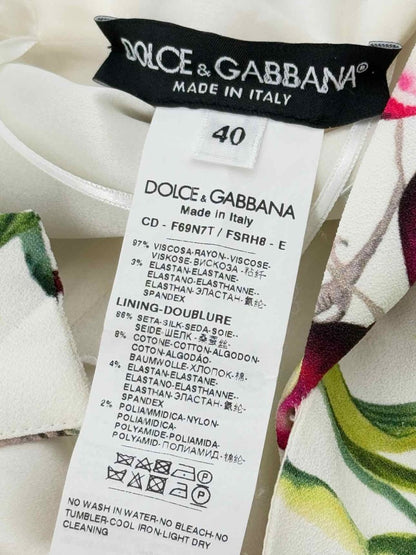 DOLCE & GABBANA®
MADE IN ITALY
40
DOLCE & GABBANA
Made in Italy
CD - F69N7T / FSRH8 - E
97% VISCOSA-RAYON-VISCOSE-
VISKOSE-ВИСКОЗА-粘纤
3% ELASTAN-ELASTANE-
ELASTANO-ELASTHANNE-
ELASTHAN-ЭЛАСТАН-氨纶-
SPANDEX
LINING-DOUBLURE
86% SETA-SILK-SEDA-SOIE-
SEIDE-ШЕЛК-桑蚕丝-
8% COTONE-COTTON-ALGODON-
COTON-ALGODÃO-
BAUMWOLLE-ХЛОПОК-棉-
4% ELASTAN-ELASTANE-
ELASTANO-ELASTHANNE-
ELASTHAN-ЭЛАСТАН-氨纶-
SPANDEX
2% POLIAMMIDICA-NYLON-
POLIAMIDA-POLYAMIDE-
POLYAMIDE-POLIAMIDA-
POLYAMID-ПОЛИАМИД-锦纶-
NO WASH IN WATER-NO BLEACH-NO
TUMBLER-COOL IRON-LIGHT DRY
CLEANING